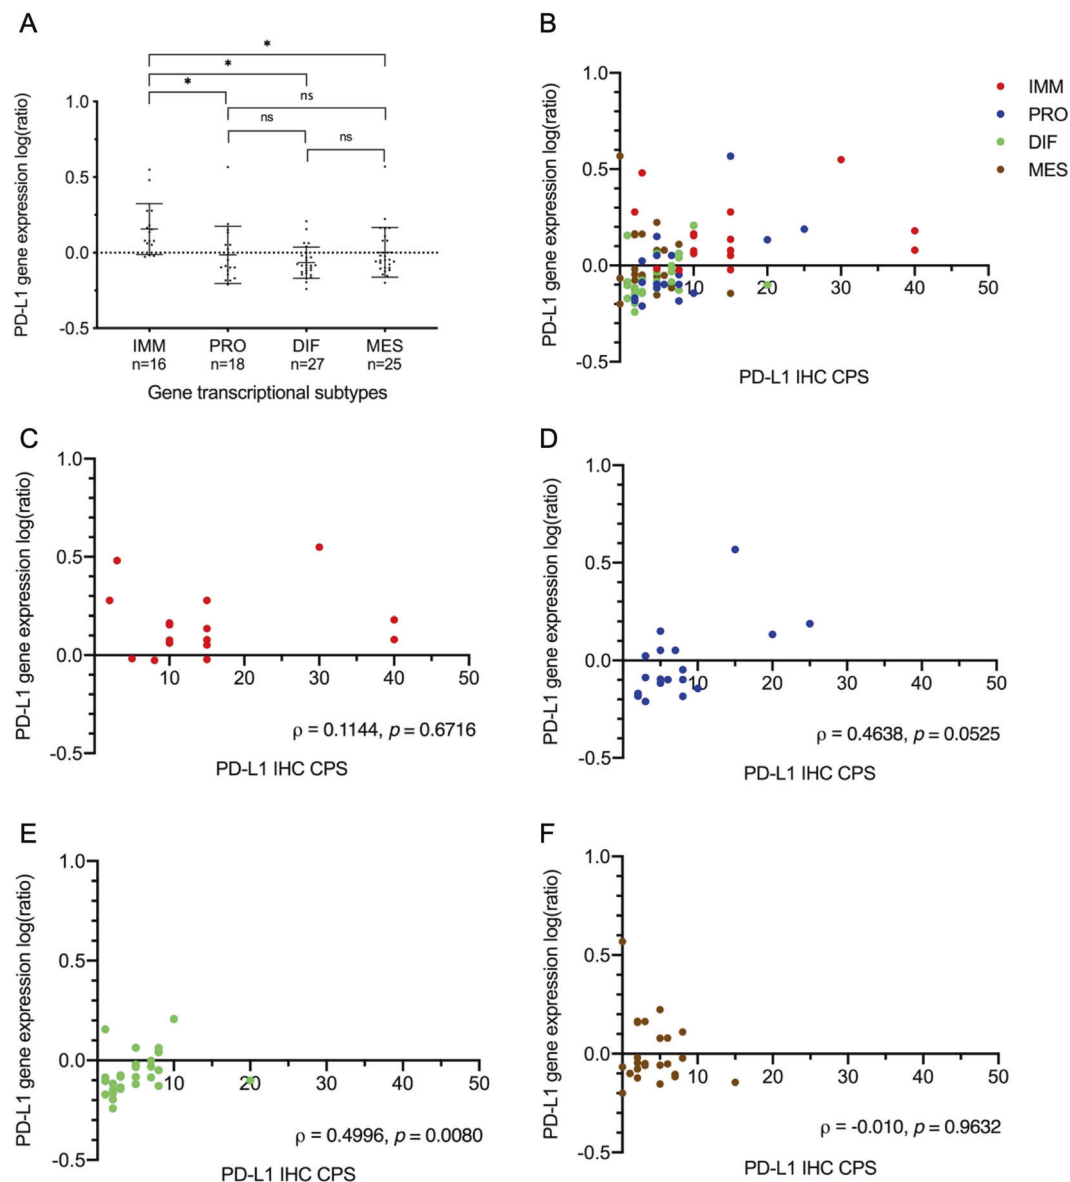 A
*
*
*
ns
ns
ns
PD-L1 gene expression log(ratio)
1.0
0.5
0.0
-0.5
IMM PRO DIF MES
n=16 n=18 n=27 n=25
Gene transcriptional subtypes
B
PD-L1 gene expression log(ratio)
1.0
0.5
0.0
-0.5
10 20 30 40 50
PD-L1 IHC CPS
IMM
PRO
DIF
MES
C
PD-L1 gene expression log(ratio)
1.0
0.5
0.0
-0.5
10 20 30 40 50
ρ = 0.1144, p = 0.6716
PD-L1 IHC CPS
D
PD-L1 gene expression log(ratio)
1.0
0.5
0.0
-0.5
10 20 30 40 50
ρ = 0.4638, p = 0.0525
PD-L1 IHC CPS
E
PD-L1 gene expression log(ratio)
1.0
0.5
0.0
-0.5
10 20 30 40 50
ρ = 0.4996, p = 0.0080
PD-L1 IHC CPS
F
PD-L1 gene expression log(ratio)
1.0
0.5
0.0
-0.5
10 20 30 40 50
ρ = -0.010, p = 0.9632
PD-L1 IHC CPS